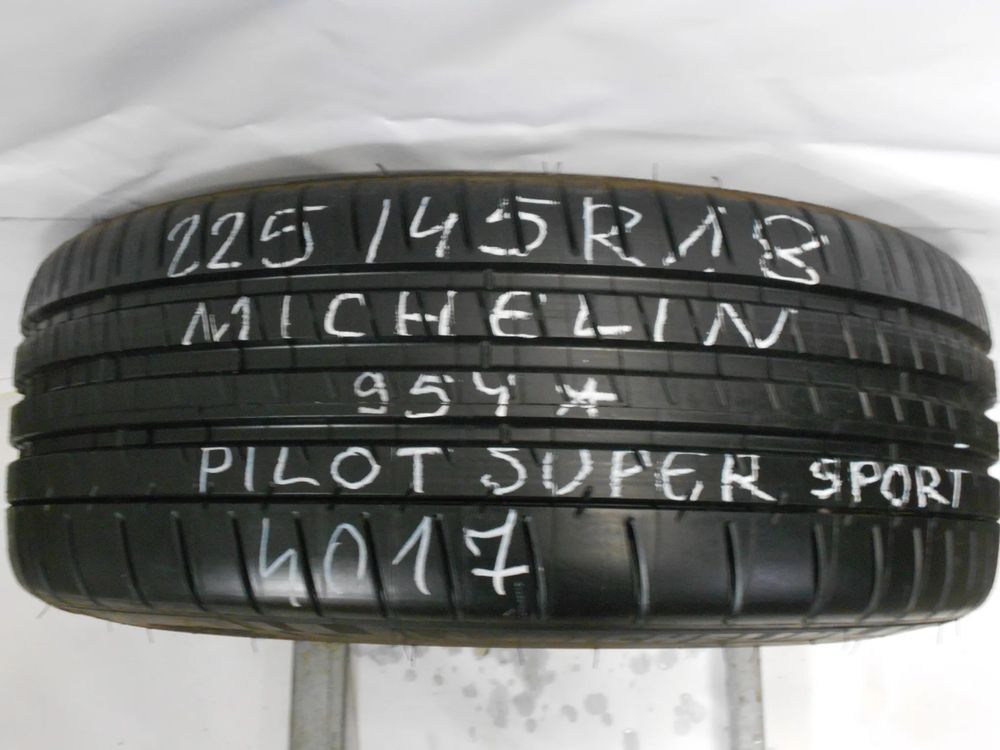 225/45R18
MICHELIN
95Y *
PILOT SUPER SPORT
4017